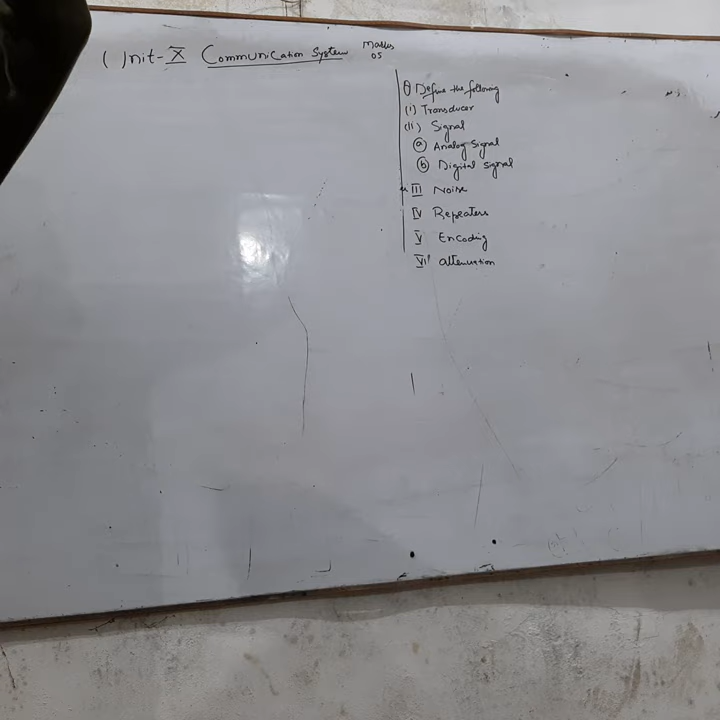 Unit-X Communication System Marks
05
Q Define the following
(i) Transducer
(ii) Signal
(a) Analog Signal
(b) Digital signal
III Noise
IV Repeaters
V Encoding
VI attenuation